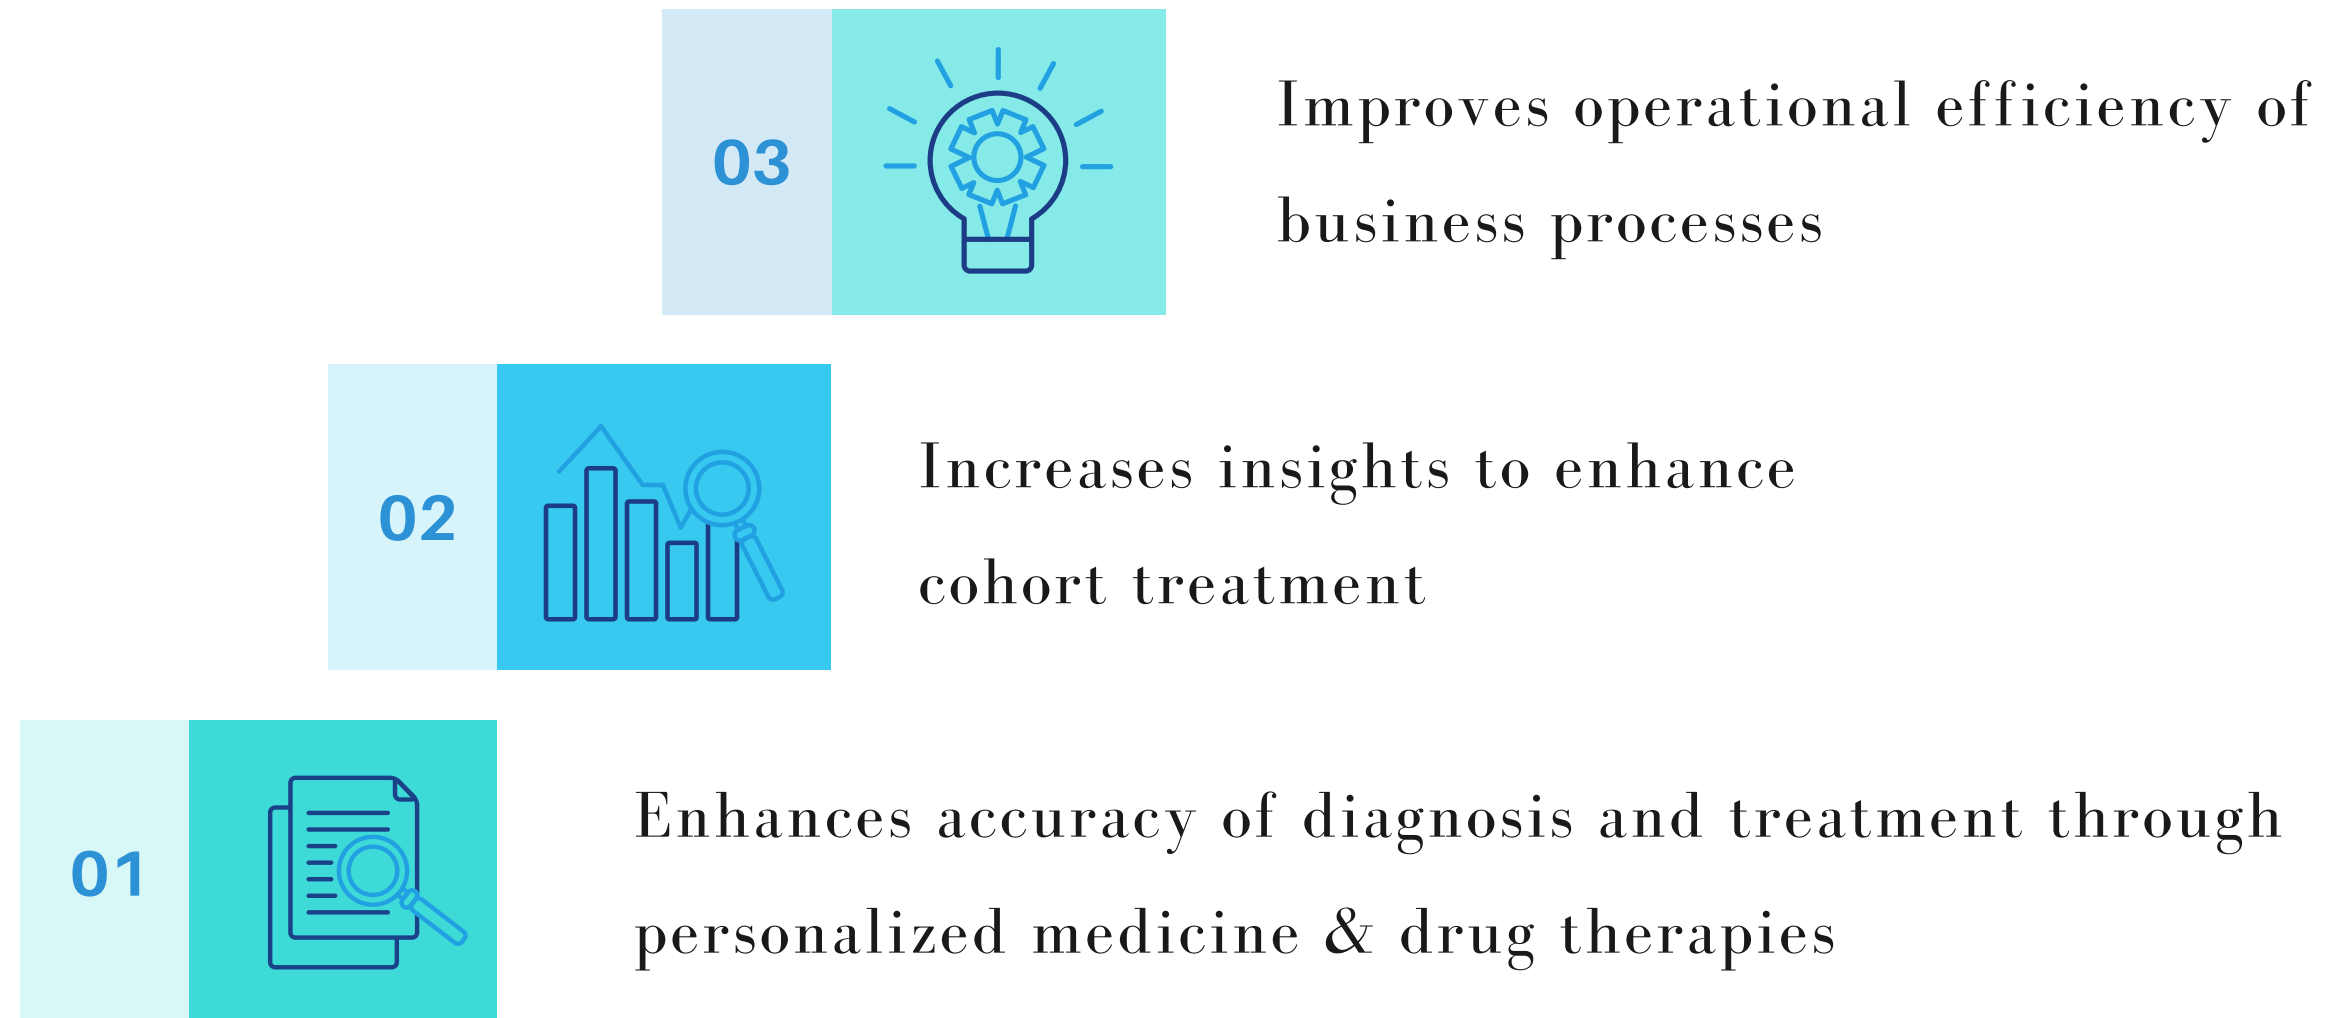 03
Improves operational efficiency of
business processes
02
Increases insights to enhance
cohort treatment
01
Enhances accuracy of diagnosis and treatment through
personalized medicine & drug therapies